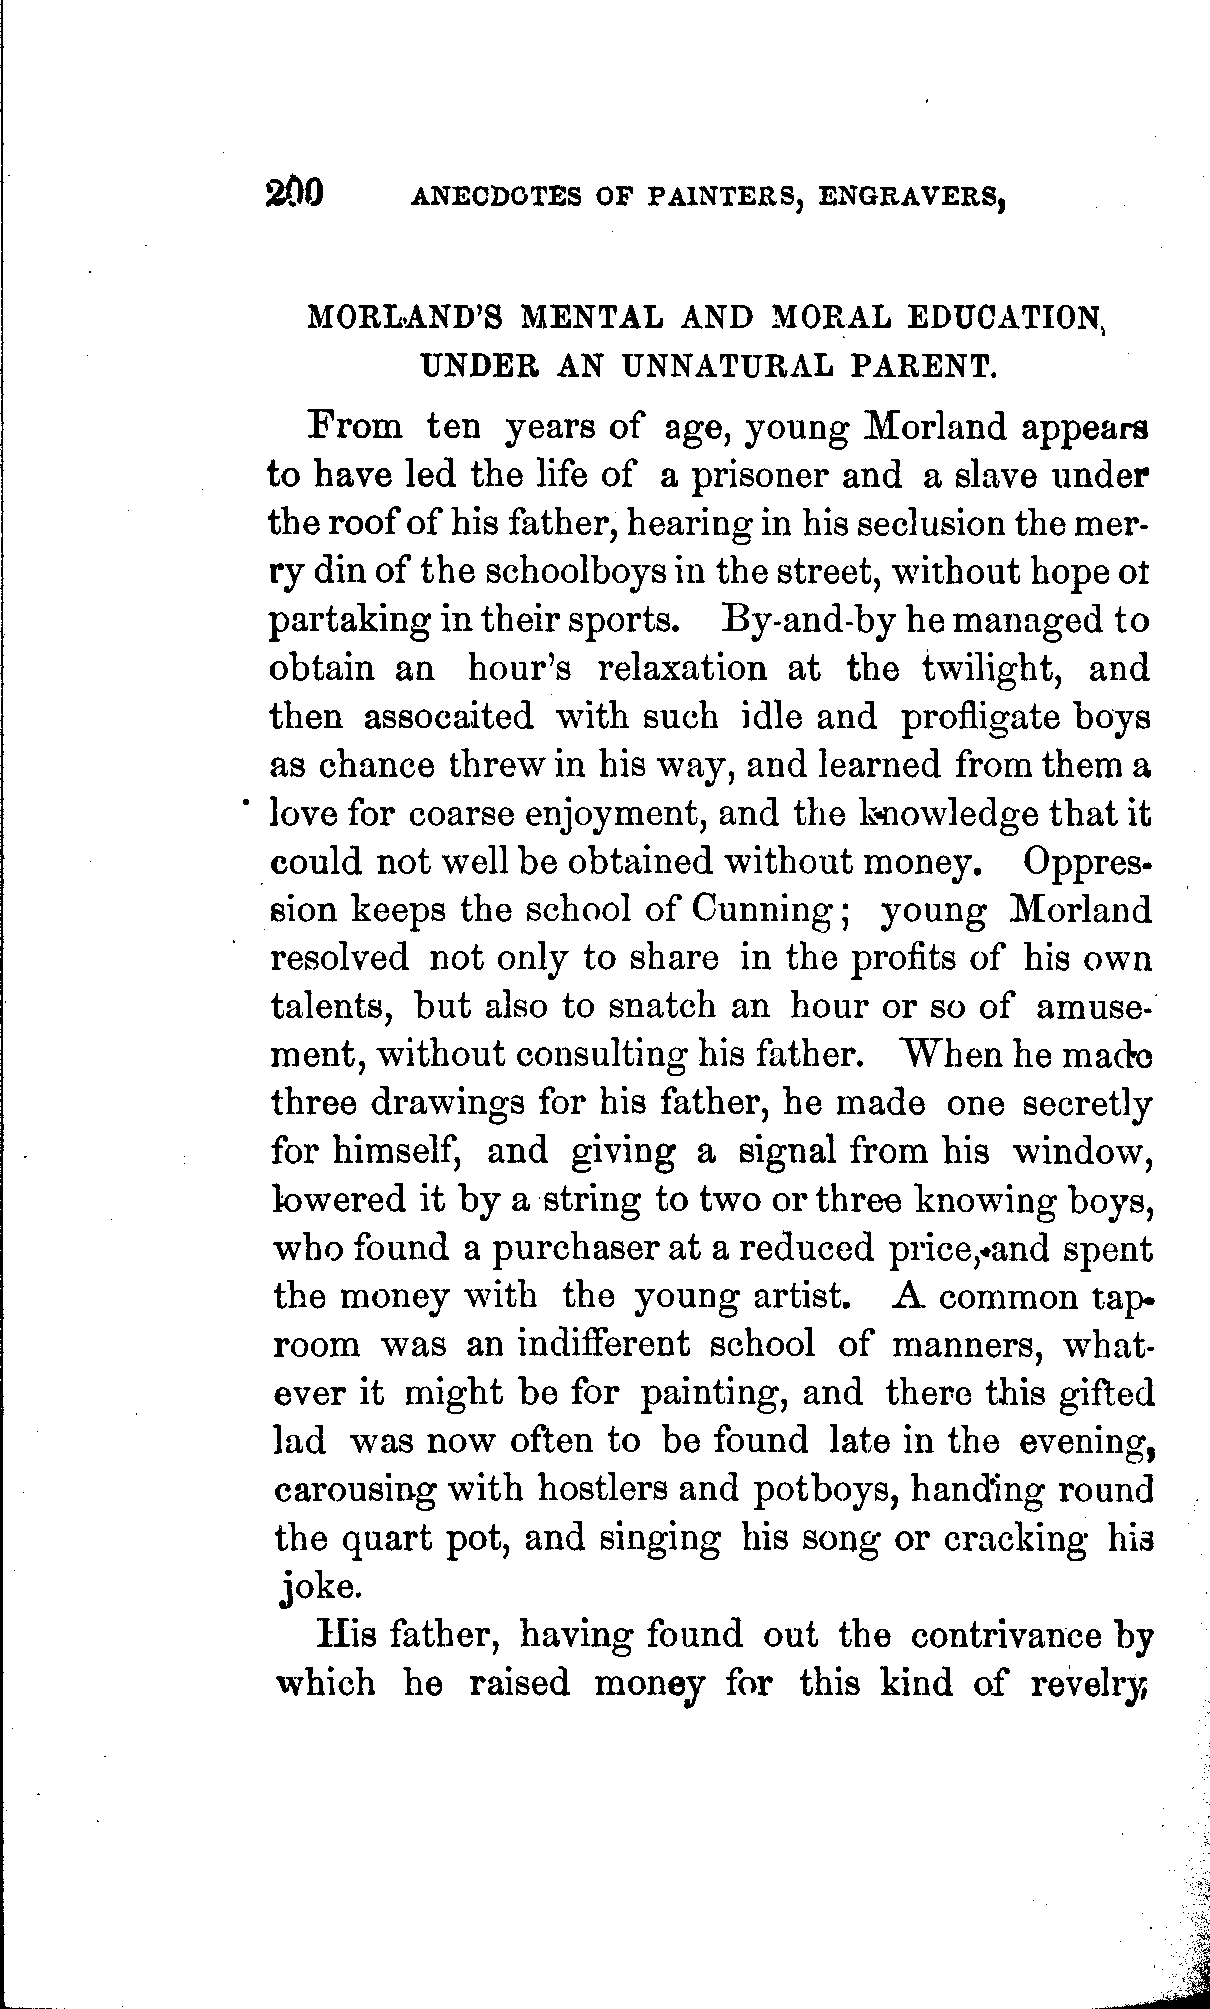 200 ANECDOTES OF PAINTERS, ENGRAVERS,
MORLAND'S MENTAL AND MORAL EDUCATION,
UNDER AN UNNATURAL PARENT.
From ten years of age, young Morland appears
to have led the life of a prisoner and a slave under
the roof of his father, hearing in his seclusion the mer-
ry din of the schoolboys in the street, without hope of
partaking in their sports. By-and-by he managed to
obtain an hour's relaxation at the twilight, and
then assocaited with such idle and profligate boys
as chance threw in his way, and learned from them a
love for coarse enjoyment, and the knowledge that it
could not well be obtained without money. Oppres-
sion keeps the school of Cunning; young Morland
resolved not only to share in the profits of his own
talents, but also to snatch an hour or so of amuse-
ment, without consulting his father. When he made
three drawings for his father, he made one secretly
for himself, and giving a signal from his window,
lowered it by a string to two or three knowing boys,
who found a purchaser at a reduced price, and spent
the money with the young artist. A common tap-
room was an indifferent school of manners, what-
ever it might be for painting, and there this gifted
lad was now often to be found late in the evening,
carousing with hostlers and potboys, handing round
the quart pot, and singing his song or cracking his
joke.
His father, having found out the contrivance by
which he raised money for this kind of revelry,